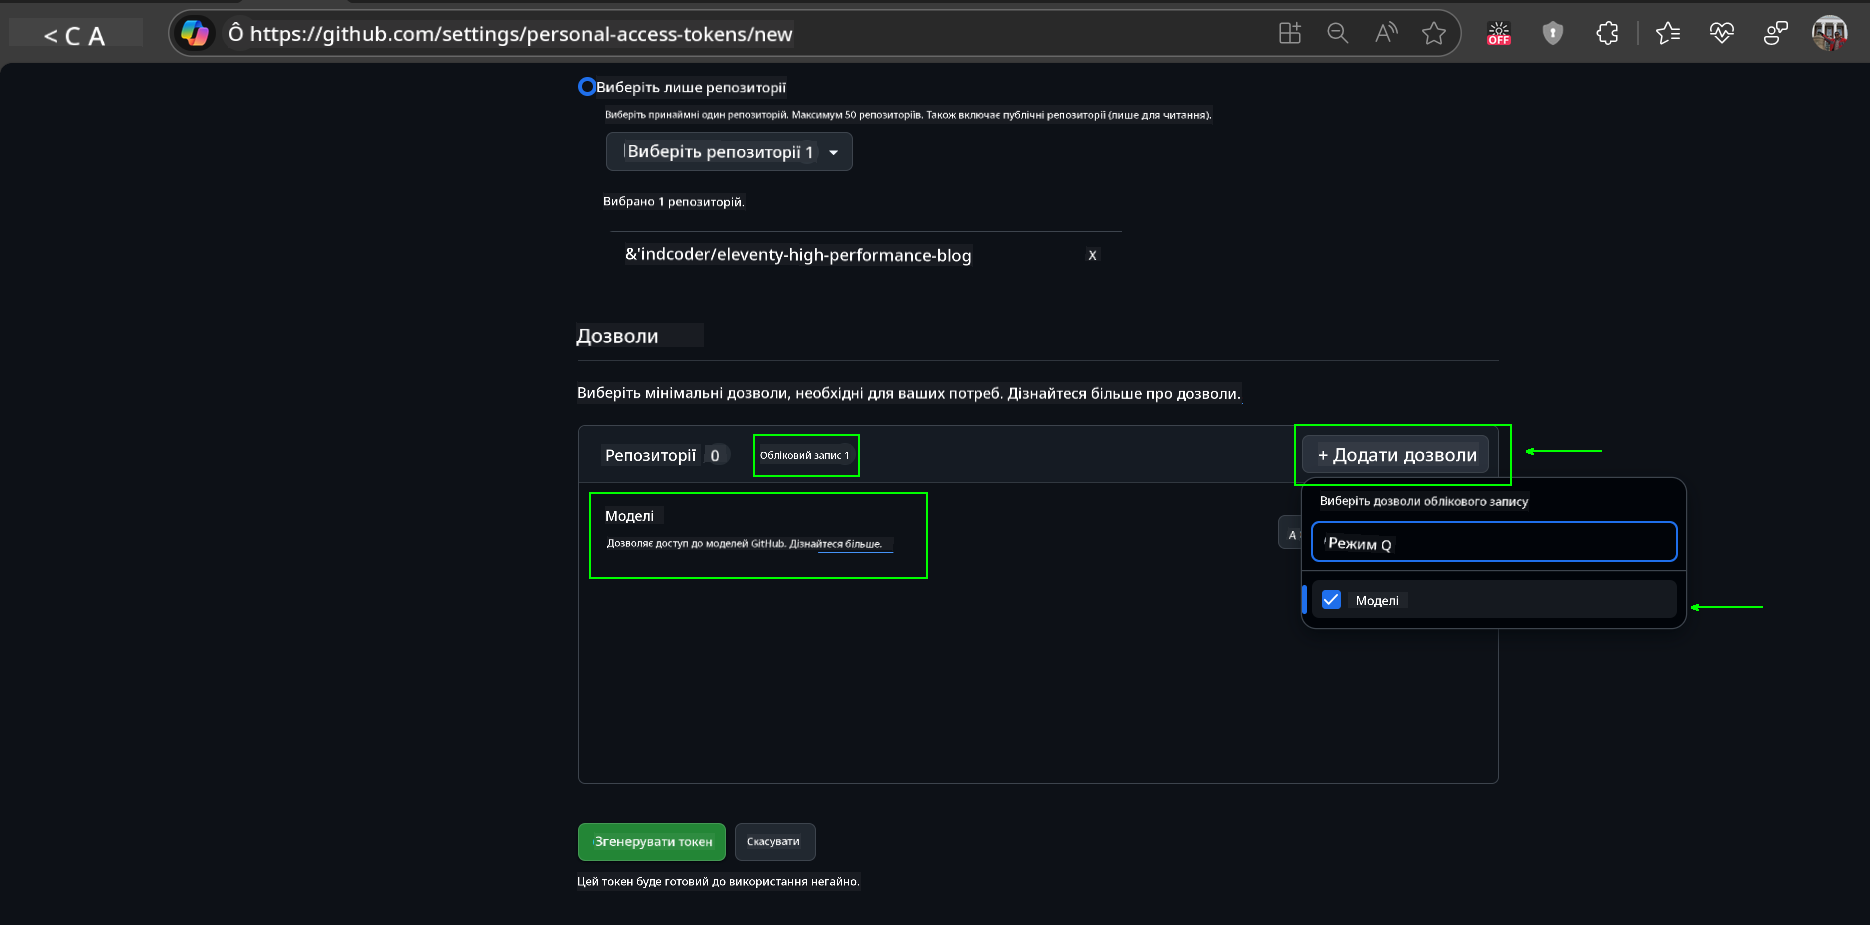 < C A
Ô https://github.com/settings/personal-access-tokens/new
OFF
Виберіть лише репозиторії
Виберіть принаймні один репозиторій. Максимум 50 репозиторіїв. Також включає публічні репозиторії (лише для читання).
Виберіть репозиторії 1
Вибрано 1 репозиторій.
&'indcoder/eleventy-high-performance-blog X
Дозволи
Виберіть мінімальні дозволи, необхідні для ваших потреб. Дізнайтеся більше про дозволи.
Репозиторії 0 Обліковий запис 1 + Додати дозволи
Виберіть дозволи облікового запису
Моделі
Дозволяє доступ до моделей GitHub. Дізнайтеся більше.
A
Режим Q
Моделі
Згенерувати токен Скасувати
Цей токен буде готовий до використання негайно.